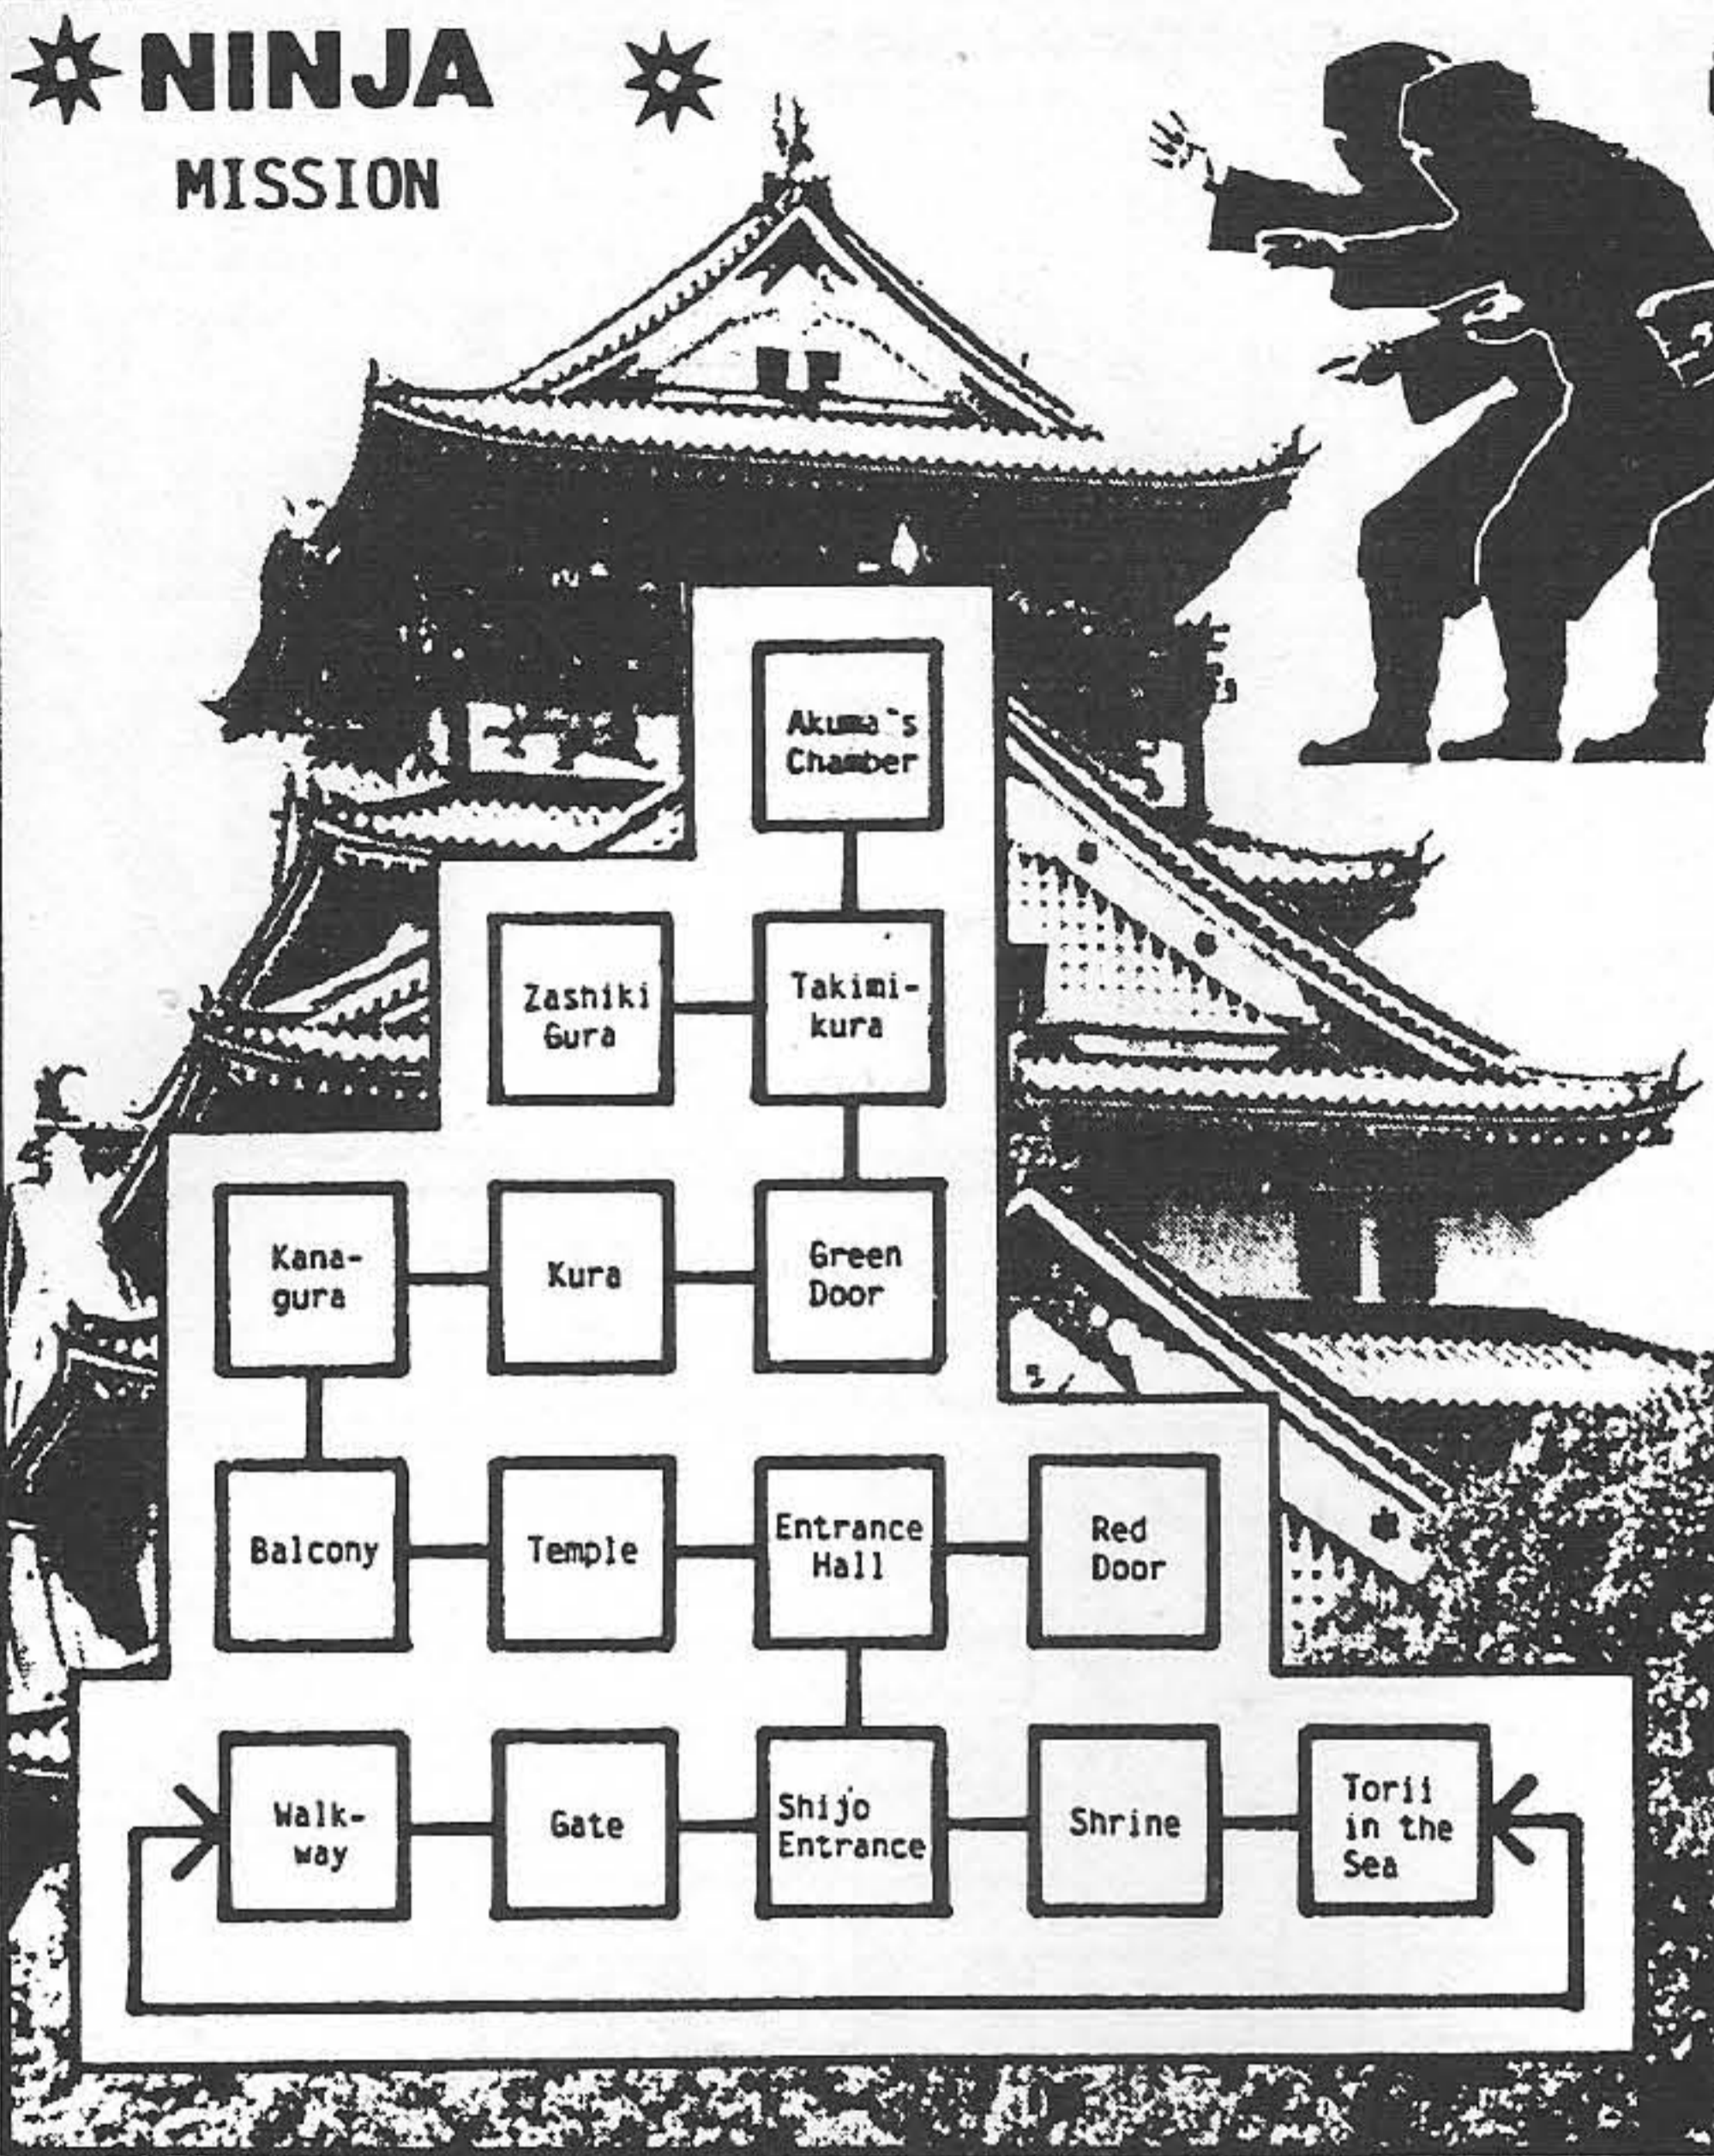 NINJA
MISSION
Akuma`s
Chamber
Zashiki
Gura
Takimi-
kura
Kana-
gura
Kura
Green
Door
Balcony
Temple
Entrance
Hall
Red
Door
Walk-
way
Gate
Shijo
Entrance
Shrine
Torii
in the
Sea